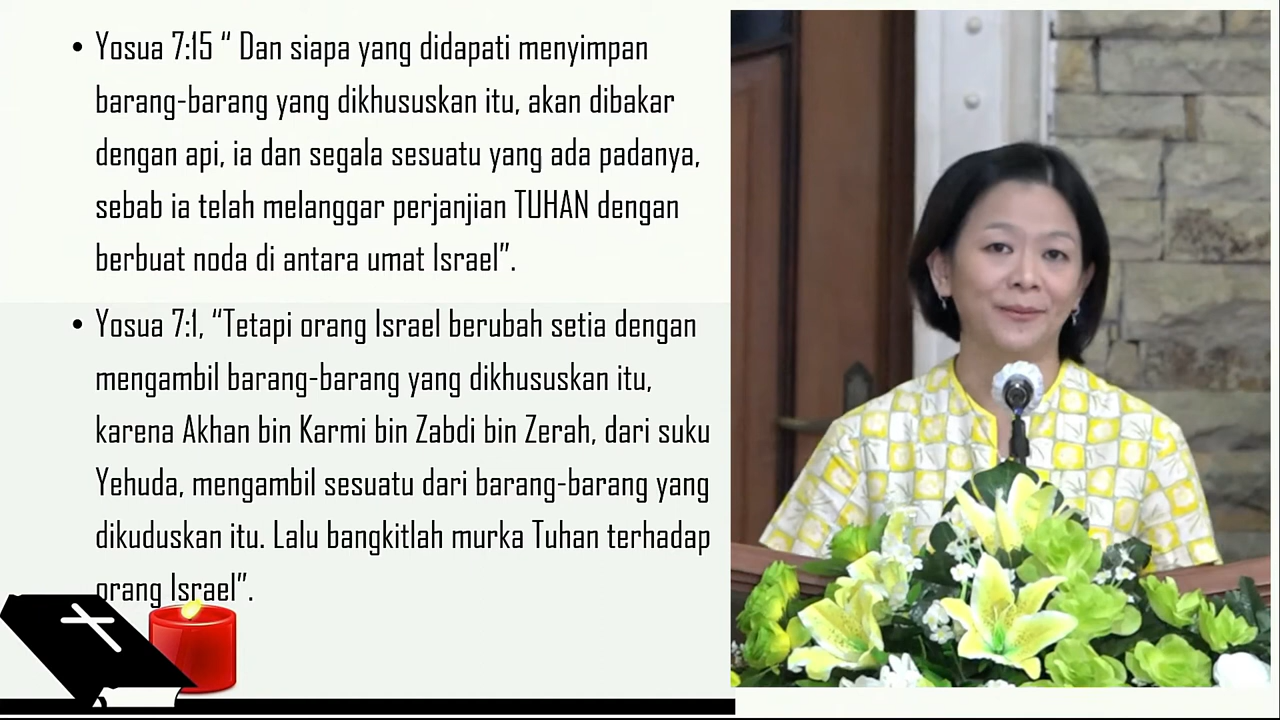 • Yosua 7:15 “ Dan siapa yang didapati menyimpan
barang-barang yang dikhususkan itu, akan dibakar
dengan api, ia dan segala sesuatu yang ada padanya,
sebab ia telah melanggar perjanjian TUHAN dengan
berbuat noda di antara umat Israel”.
• Yosua 7:1, “Tetapi orang Israel berubah setia dengan
mengambil barang-barang yang dikhususkan itu,
karena Akhan bin Karmi bin Zabdi bin Zerah, dari suku
Yehuda, mengambil sesuatu dari barang-barang yang
dikuduskan itu. Lalu bangkitlah murka Tuhan terhadap
orang Israel”.